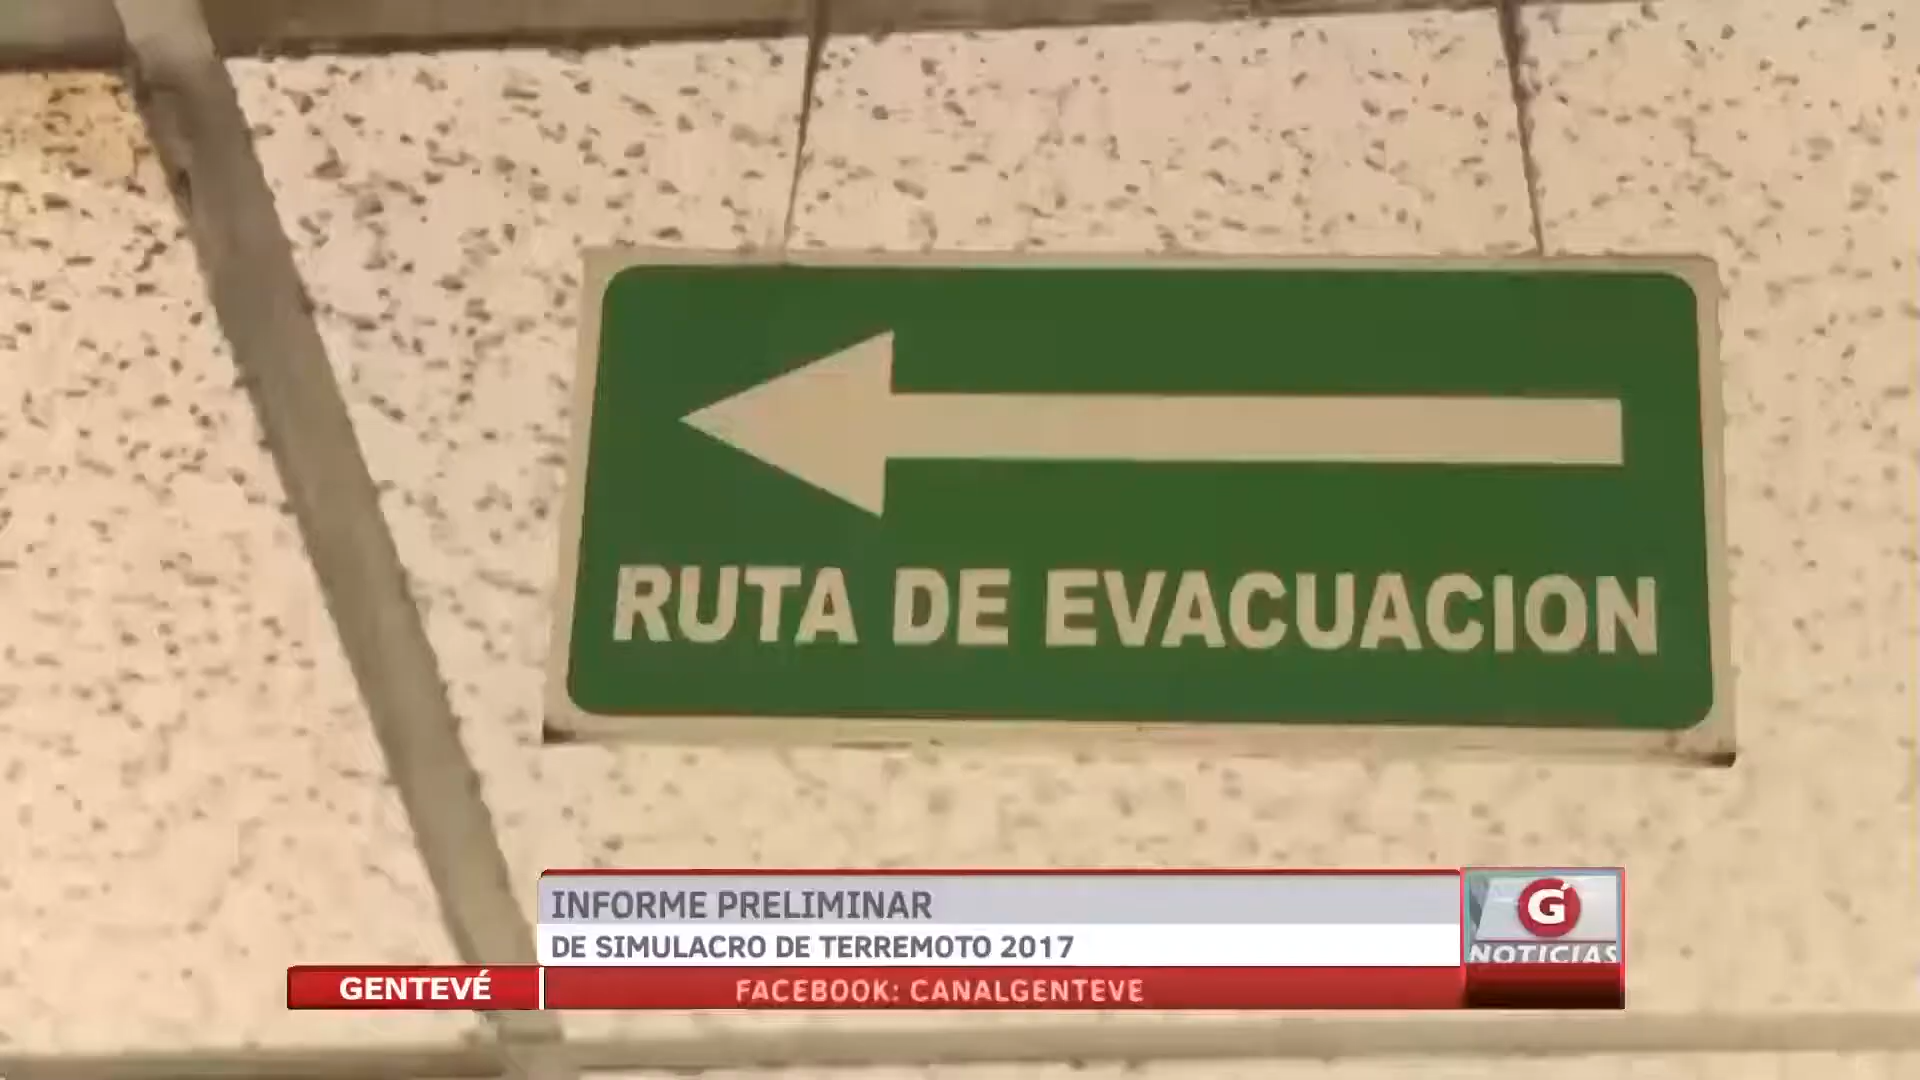 RUTA DE EVACUACION
INFORME PRELIMINAR
DE SIMULACRO DE TERREMOTO 2017
GENTEVÉ
FACEBOOK: CANALGENTEVE
G
NOTICIAS